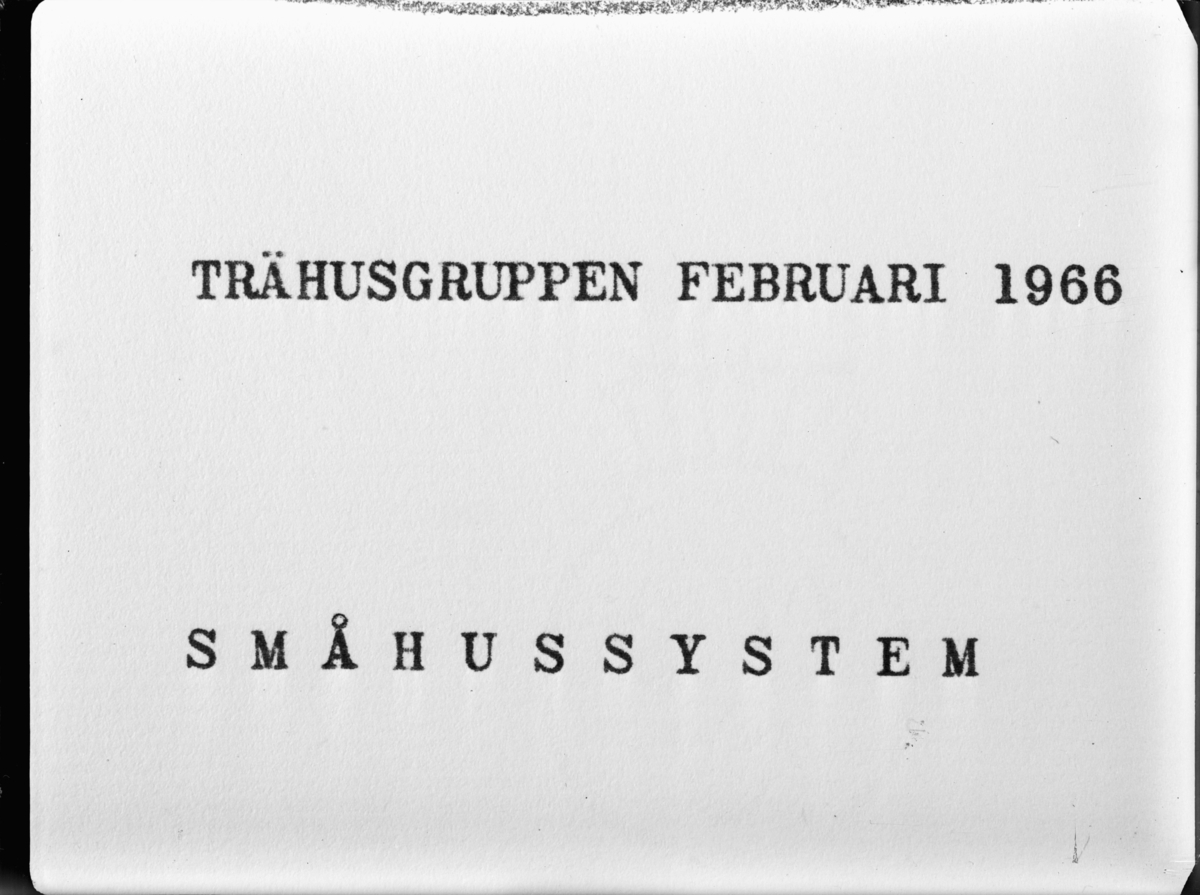 TRÄHUSGRUPPEN FEBRUARI 1966
S M Å H U S S Y S T E M